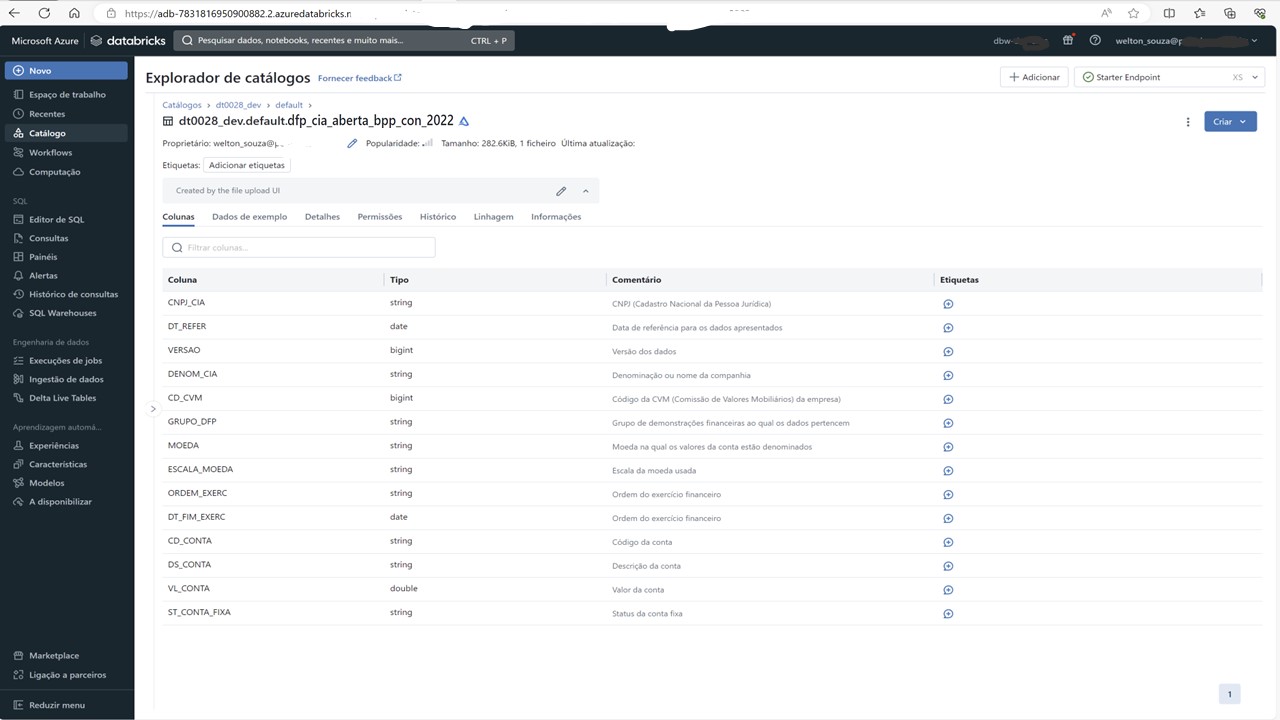 https://adb-7831816950900882.2.azuredatabricks.n
Microsoft Azure databricks Pesquisar dados, notebooks, recentes e muito mais... CTRL + P dbw- welton_souza@p
Novo
Espaço de trabalho
Recentes
Catálogo
Workflows
Computação
SQL
Editor de SQL
Consultas
Painéis
Alertas
Histórico de consultas
SQL Warehouses
Engenharia de dados
Execuções de jobs
Ingestão de dados
Delta Live Tables
Aprendizagem automá...
Experiências
Características
Modelos
A disponibilizar
Marketplace
Ligação a parceiros
Reduzir menu
Explorador de catálogos Fornecer feedback
Adicionar Starter Endpoint XS
Catálogos > dt0028_dev > default >
dt0028_dev.default.dfp_cia_aberta_bpp_con_2022
Criar
Proprietário: welton_souza@p Popularidade: Tamanho: 282.6KiB, 1 ficheiro Última atualização:
Etiquetas: Adicionar etiquetas
Created by the file upload UI
Colunas Dados de exemplo Detalhes Permissões Histórico Linhagem Informações
Filtrar colunas...
Coluna Tipo Comentário Etiquetas
CNPJ_CIA string CNPJ (Cadastro Nacional da Pessoa Jurídica)
DT_REFER date Data de referência para os dados apresentados
VERSAO bigint Versão dos dados
DENOM_CIA string Denominação ou nome da companhia
CD_CVM bigint Código da CVM (Comissão de Valores Mobiliários) da empresa)
GRUPO_DFP string Grupo de demonstrações financeiras ao qual os dados pertencem
MOEDA string Moeda na qual os valores da conta estão denominados
ESCALA_MOEDA string Escala da moeda usada
ORDEM_EXERC string Ordem do exercício financeiro
DT_FIM_EXERC date Ordem do exercício financeiro
CD_CONTA string Código da conta
DS_CONTA string Descrição da conta
VL_CONTA double Valor da conta
ST_CONTA_FIXA string Status da conta fixa
1